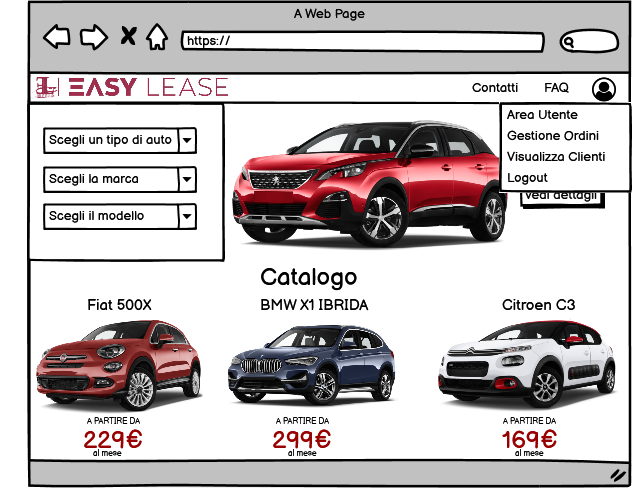 A Web Page
https://
EASY LEASE
Contatti
FAQ
Area Utente
Gestione Ordini
Visualizza Clienti
Logout
Vedi dettagli
Scegli un tipo di auto
Scegli la marca
Scegli il modello
Catalogo
Fiat 500X
BMW X1 IBRIDA
Citroen C3
A PARTIRE DA
229€
al mese
A PARTIRE DA
299€
al mese
A PARTIRE DA
169€
al mese